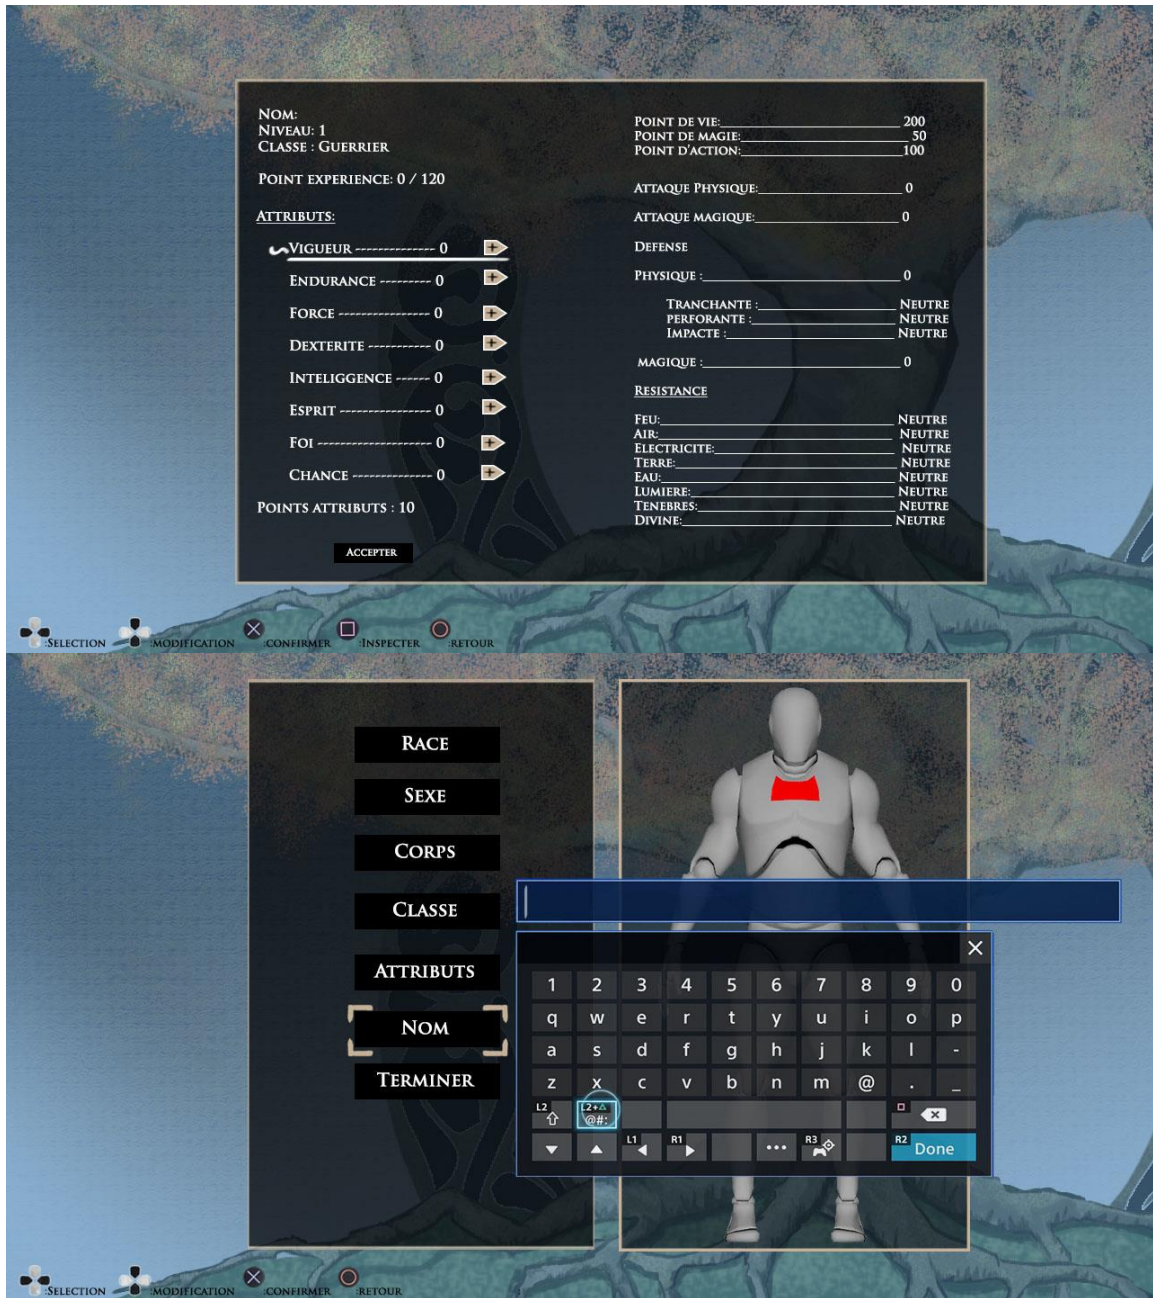 Nom:
Niveau: 1
Classe : Guerrier
Point experience: 0 / 120
Attributs:
Vigueur -------------- 0 +
Endurance --------- 0 +
Force ---------------- 0 +
Dexterite ----------- 0 +
Inteliggence ------ 0 +
Esprit --------------- 0 +
Foi -------------------- 0 +
Chance -------------- 0 +
Points attributs : 10
Accepter
Point de vie: 200
Point de magie: 50
Point d'action: 100
Attaque Physique: 0
Attaque magique: 0
Defense
Physique : 0
Tranchante : Neutre
perforante : Neutre
Impacte : Neutre
magique : 0
Resistance
Feu: Neutre
Air: Neutre
Electricite: Neutre
Terre: Neutre
Eau: Neutre
Lumiere: Neutre
Tenebres: Neutre
Divine: Neutre
:Selection :modification :confirmer :Inspecter :retour
Race
Sexe
Corps
Classe
Attributs
Nom
Terminer
1 2 3 4 5 6 7 8 9 0
q w e r t y u i o p
a s d f g h j k l -
z x c v b n m @ . _
L2 L2+△ @#:
L1 R1 ... R3 R2 Done
:Selection :modification :confirmer :retour